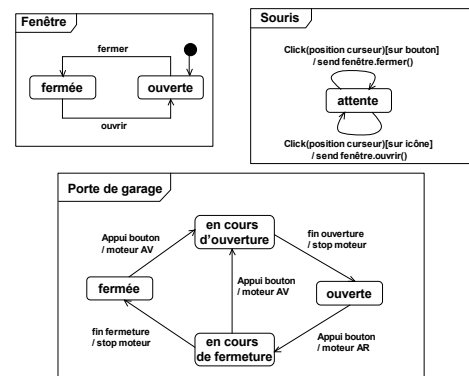 Fenêtre
fermer
fermée
ouverte
ouvrir
Souris
Click(position curseur)[sur bouton]
/ send fenêtre.fermer()
attente
Click(position curseur)[sur icône]
/ send fenêtre.ouvrir()
Porte de garage
en cours
d'ouverture
Appui bouton
/ moteur AV
fin ouverture
/ stop moteur
fermée
Appui bouton
/ moteur AV
ouverte
fin fermeture
/ stop moteur
en cours
de fermeture
Appui bouton
/ moteur AR